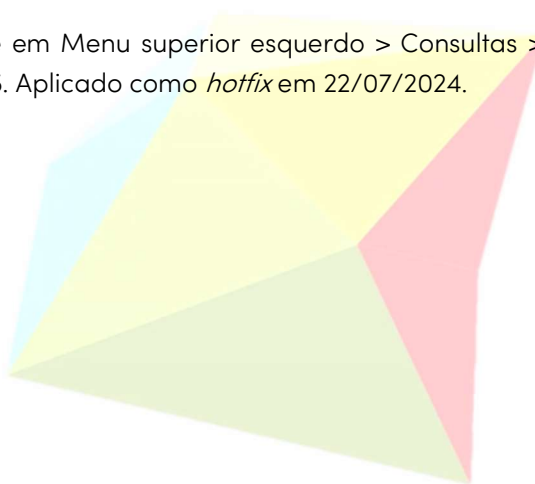 em Menu superior esquerdo > Consultas >
. Aplicado como hotfix em 22/07/2024.